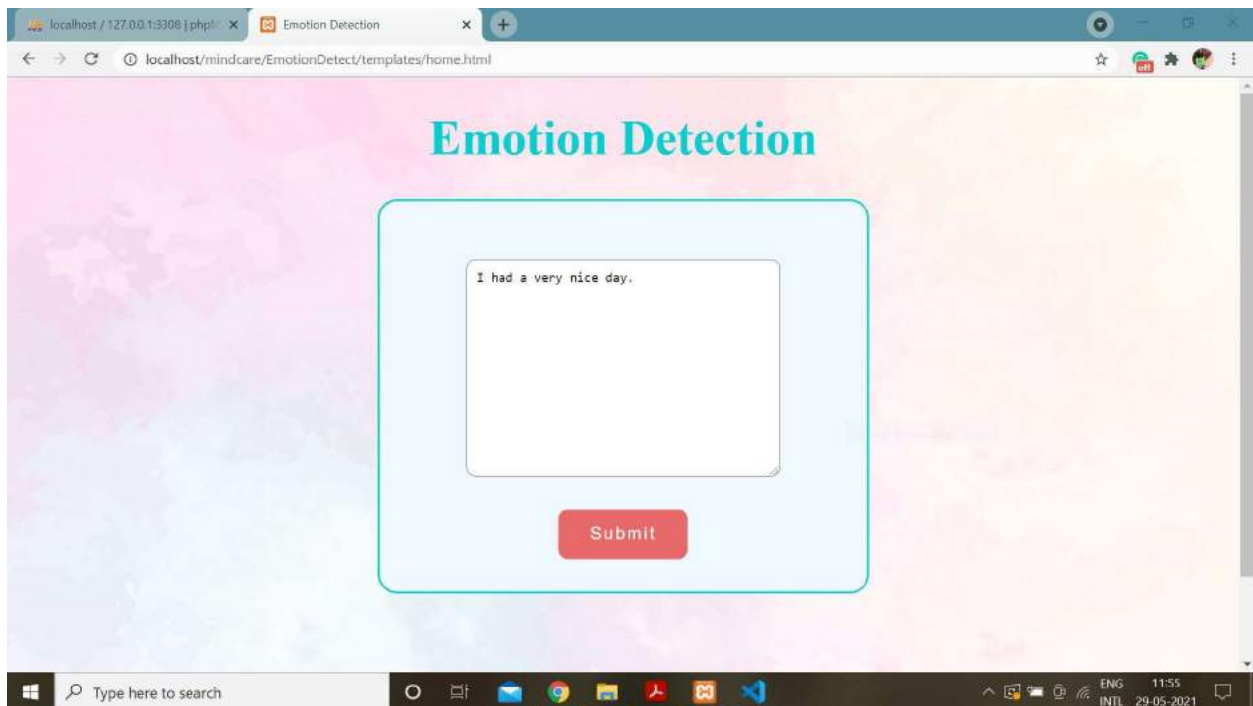 localhost / 127.0.0.1:3308 | php
Emotion Detection
localhost/mindcare/EmotionDetect/templates/home.html
off
Emotion Detection
I had a very nice day.
Submit
Type here to search
ENG
INTL
11:55
29-05-2021